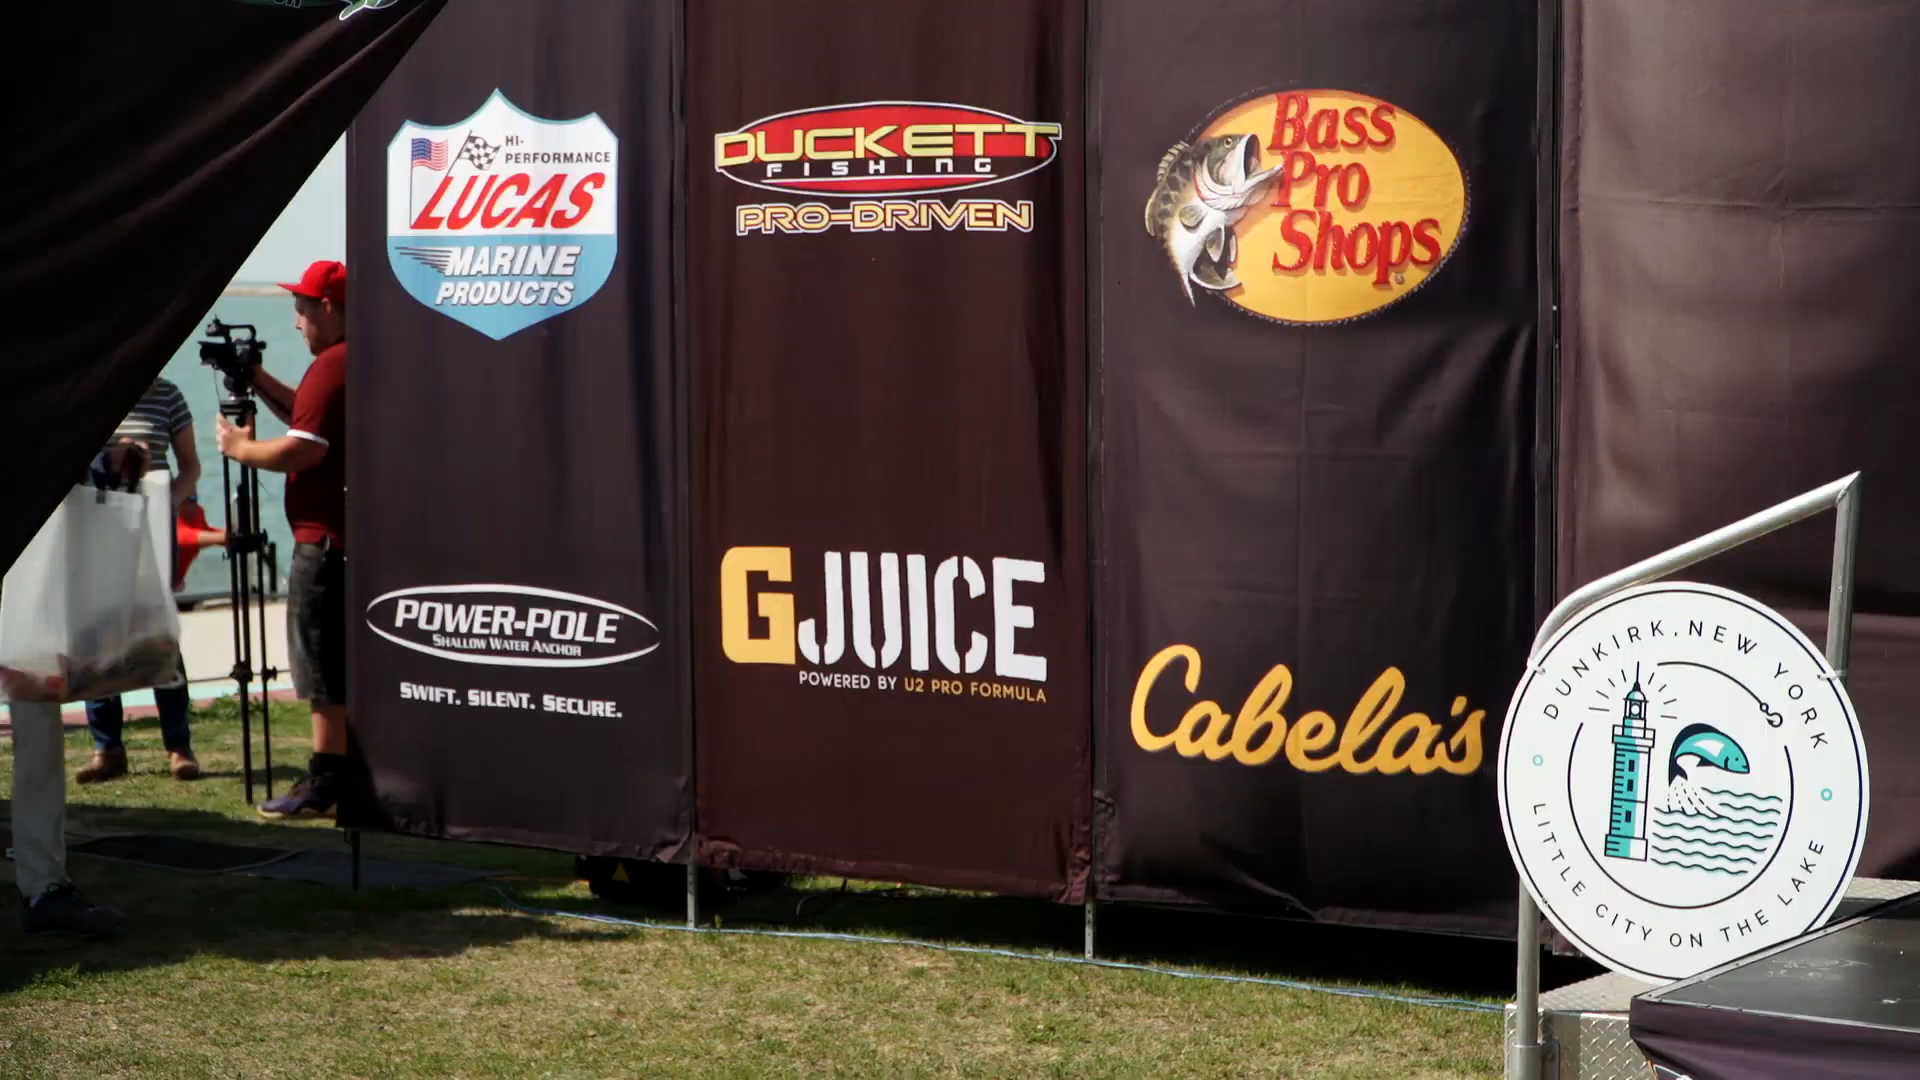 HI-
PERFORMANCE
LUCAS
MARINE
PRODUCTS
DUCKETT
FISHING
PRO-DRIVEN
Bass
Pro
Shops
POWER-POLE
SHALLOW WATER ANCHOR
SWIFT. SILENT. SECURE.
GJUICE
POWERED BY U2 PRO FORMULA
Cabela's
DUNKIRK, NEW YORK
LITTLE CITY ON THE LAKE